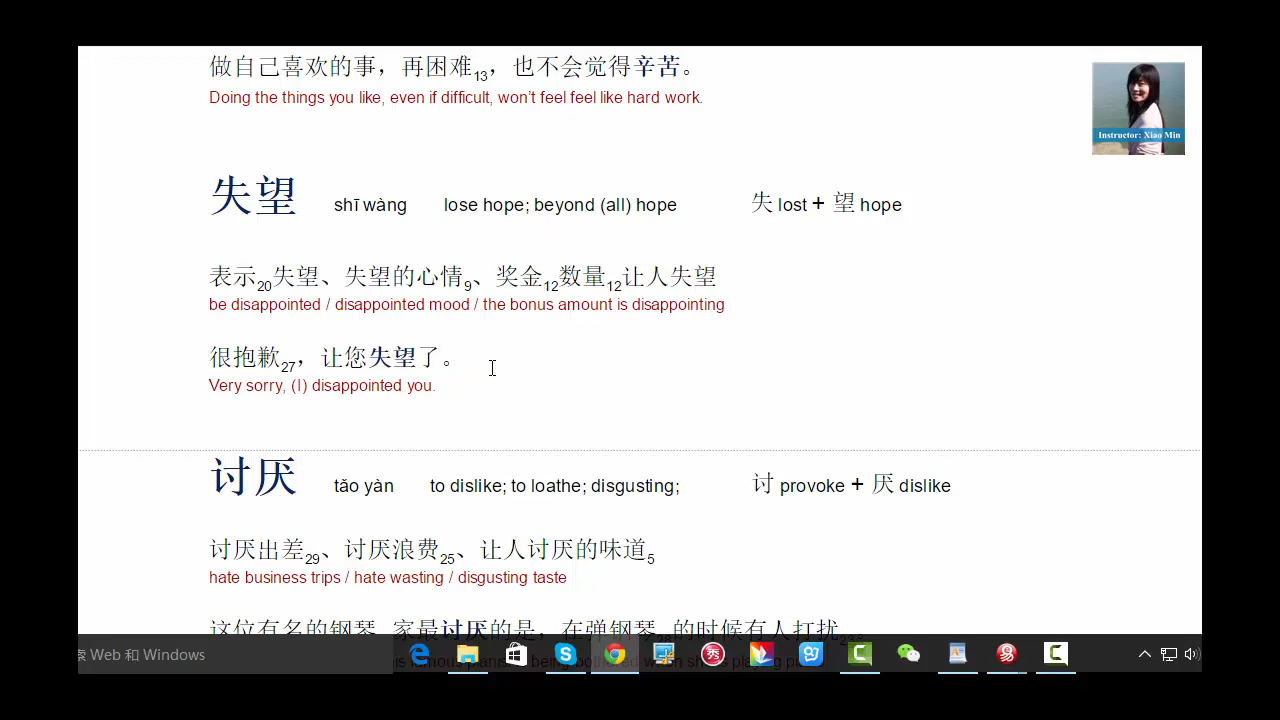 做自己喜欢的事，再困难13，也不会觉得辛苦。
Doing the things you like, even if difficult, won't feel feel like hard work.
Instructor: Xiao Min
失望 shī wàng lose hope; beyond (all) hope 失 lost + 望 hope
表示20失望、失望的心情9、奖金12数量12让人失望
be disappointed / disappointed mood / the bonus amount is disappointing
很抱歉27，让您失望了。
Very sorry, (I) disappointed you.
讨厌 tǎo yàn to dislike; to loathe; disgusting; 讨 provoke + 厌 dislike
讨厌出差29、讨厌浪费25、让人讨厌的味道5
hate business trips / hate wasting / disgusting taste
这位有名的钢琴 家最讨厌的是，在弹钢琴 的时候有人打扰
Web 和 Windows